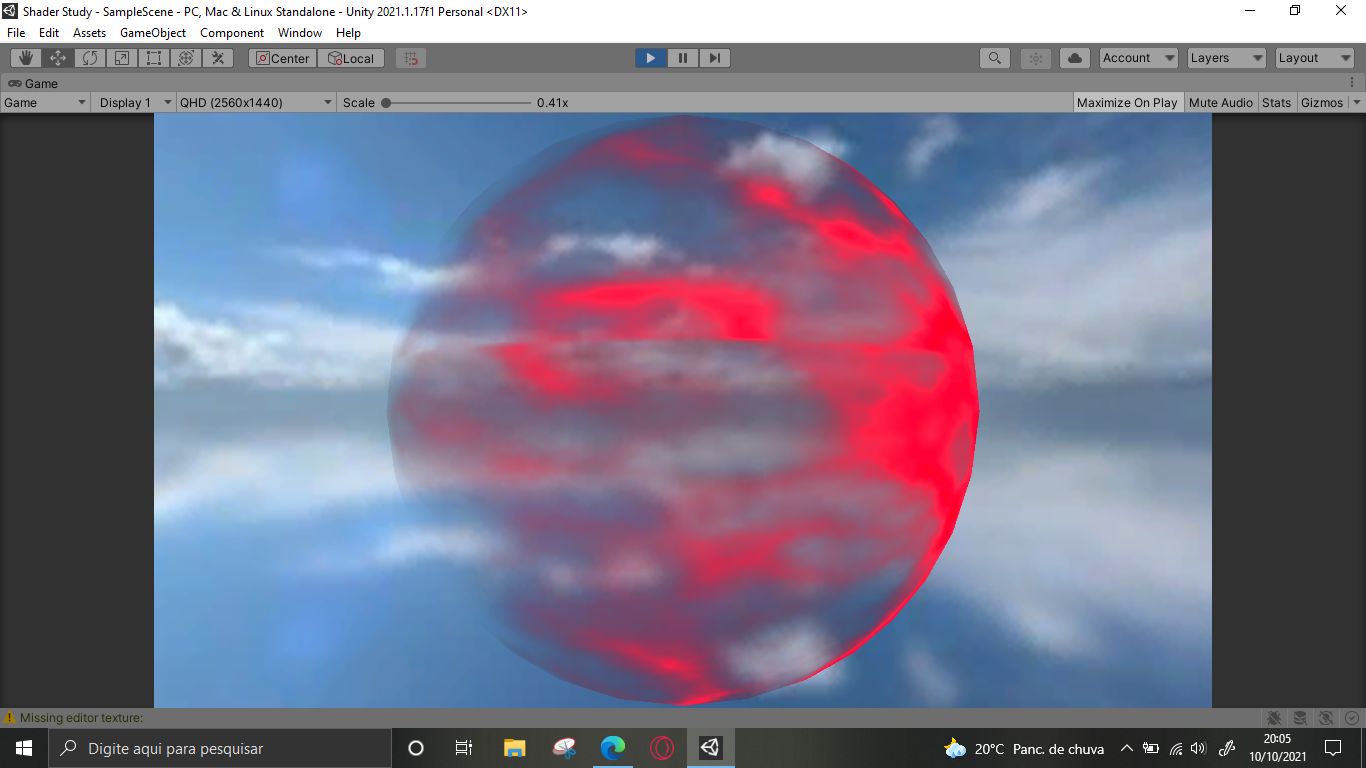 Shader Study - SampleScene - PC, Mac & Linux Standalone - Unity 2021.1.17f1 Personal <DX11>
File Edit Assets GameObject Component Window Help
Center Local Account Layers Layout
Game
Game Display 1 QHD (2560x1440) Scale 0.41x Maximize On Play Mute Audio Stats Gizmos
Missing editor texture:
Digite aqui para pesquisar 20°C Panc. de chuva 20:05
10/10/2021